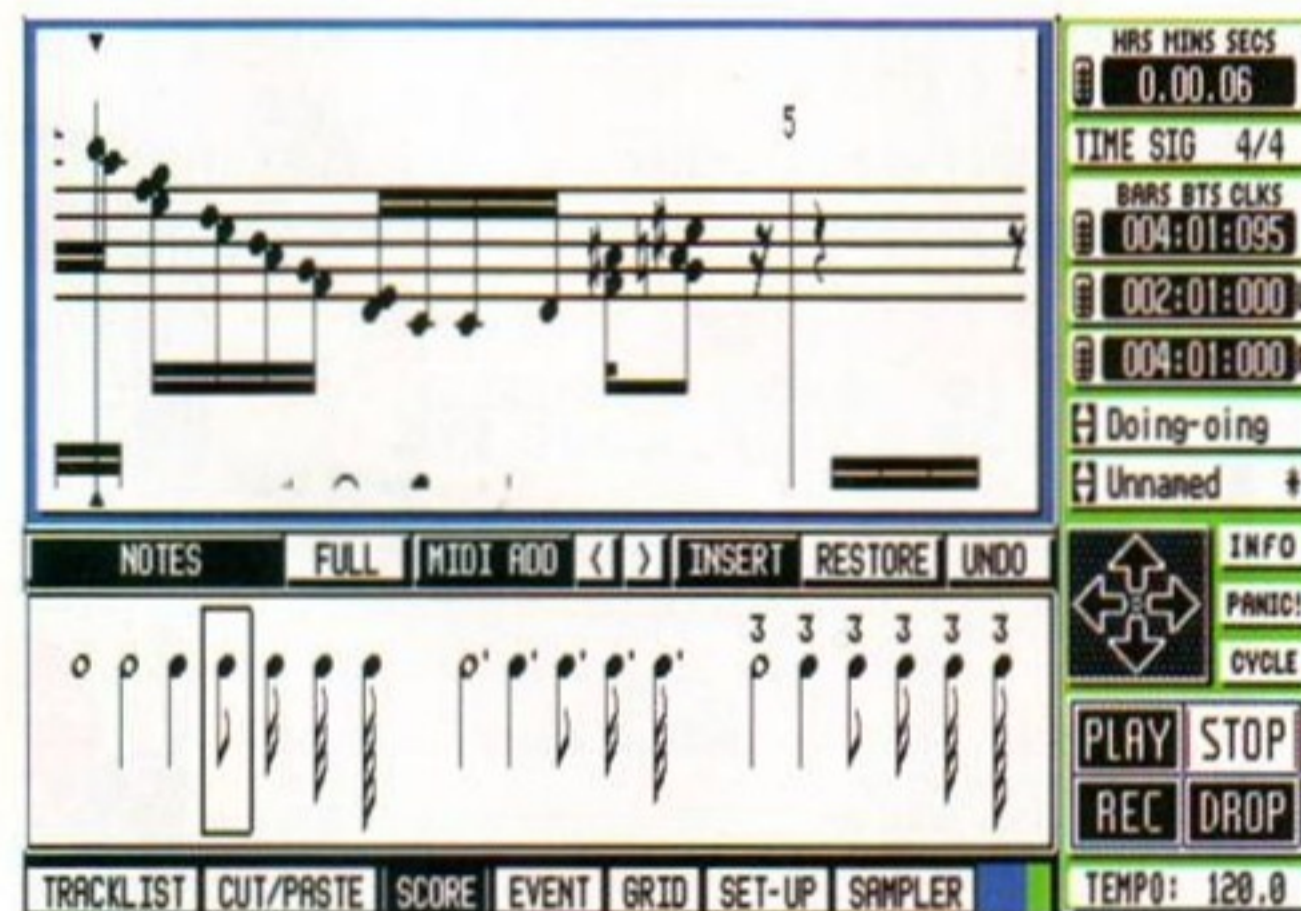 5
NOTES FULL MIDI ADD < > INSERT RESTORE UNDO
3 3 3 3 3 3
TRACKLIST CUT/PASTE SCORE EVENT GRID SET-UP SAMPLER
HRS MINS SECS
0.00.06
TIME SIG 4/4
BARS BTS CLKS
004:01:095
002:01:000
004:01:000
Doing-oing
Unnamed *
INFO
PANIC!
CYCLE
PLAY STOP
REC DROP
TEMPO: 120.0